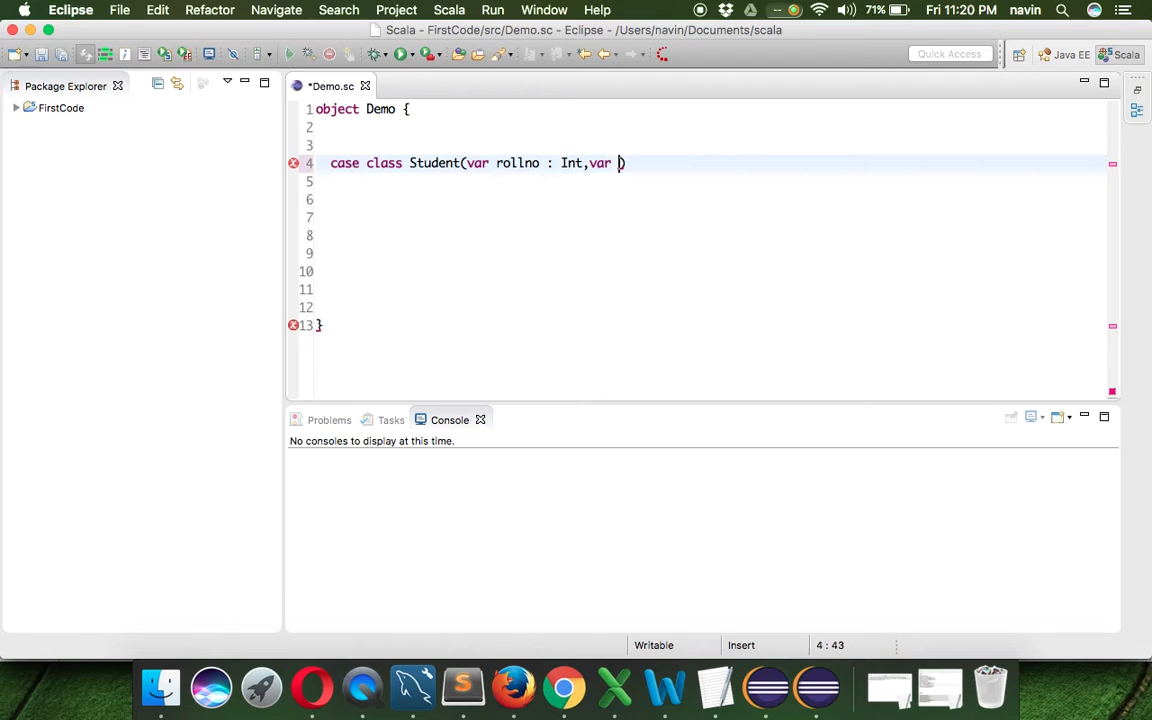 Eclipse File Edit Refactor Navigate Search Project Scala Run Window Help 71% Fri 11:20 PM navin
Scala - FirstCode/src/Demo.sc - Eclipse - /Users/navin/Documents/scala
Quick Access Java EE Scala
Package Explorer
FirstCode
*Demo.sc
1 object Demo {
2
3
4 case class Student(var rollno : Int,var )
5
6
7
8
9
10
11
12
13 }
Problems Tasks Console
No consoles to display at this time.
Writable Insert 4 : 43